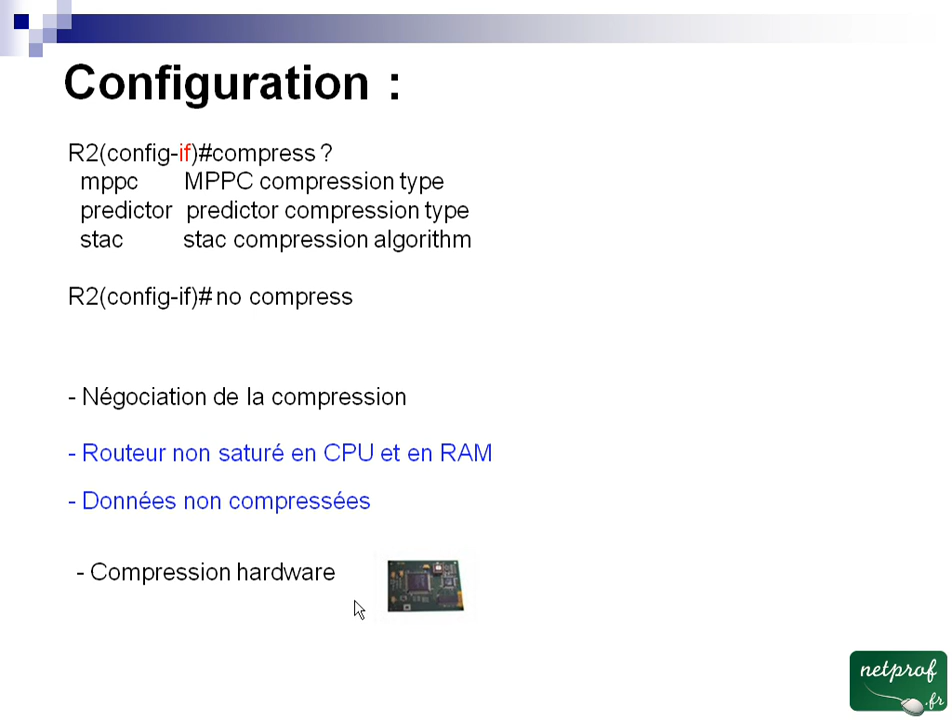 Configuration :
R2(config-if)#compress ?
mppc MPPC compression type
predictor predictor compression type
stac stac compression algorithm
R2(config-if)# no compress
- Négociation de la compression
- Routeur non saturé en CPU et en RAM
- Données non compressées
- Compression hardware
netprof
.fr